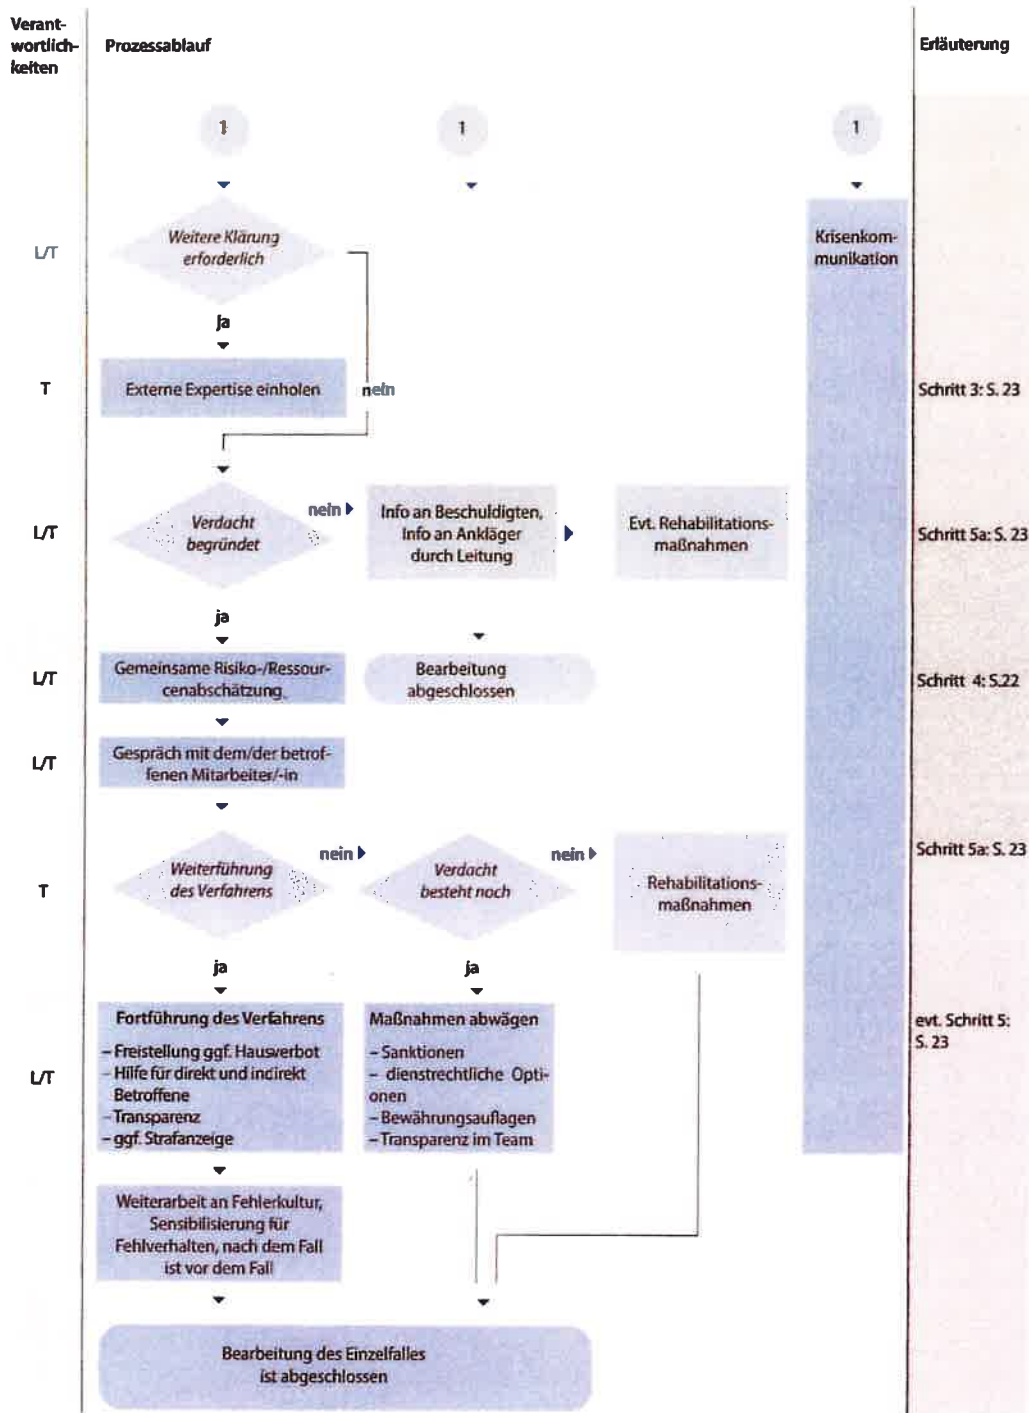 Verant-
wortlich-
keiten
Prozessablauf
Erläuterung
1
1
1
L/T
Weitere Klärung
erforderlich
Krisenkom-
munikation
ja
T
Externe Expertise einholen
nein
Schritt 3: S. 23
L/T
Verdacht
begründet
nein
Info an Beschuldigten,
Info an Ankläger
durch Leitung
Evt. Rehabilitations-
maßnahmen
Schritt 5a: S. 23
ja
L/T
Gemeinsame Risiko-/Ressour-
cenabschätzung
Bearbeitung
abgeschlossen
Schritt 4: S.22
L/T
Gespräch mit dem/der betrof-
fenen Mitarbeiter/-in
T
Weiterführung
des Verfahrens
nein
Verdacht
besteht noch
nein
Rehabilitations-
maßnahmen
Schritt 5a: S. 23
ja
ja
L/T
Fortführung des Verfahrens
– Freistellung ggf. Hausverbot
– Hilfe für direkt und indirekt
Betroffene
– Transparenz
– ggf. Strafanzeige
Maßnahmen abwägen
– Sanktionen
– dienstrechtliche Opti-
onen
– Bewährungsauflagen
– Transparenz im Team
evt. Schritt 5:
S. 23
Weiterarbeit an Fehlerkultur,
Sensibilisierung für
Fehlverhalten, nach dem Fall
ist vor dem Fall
Bearbeitung des Einzelfalles
ist abgeschlossen